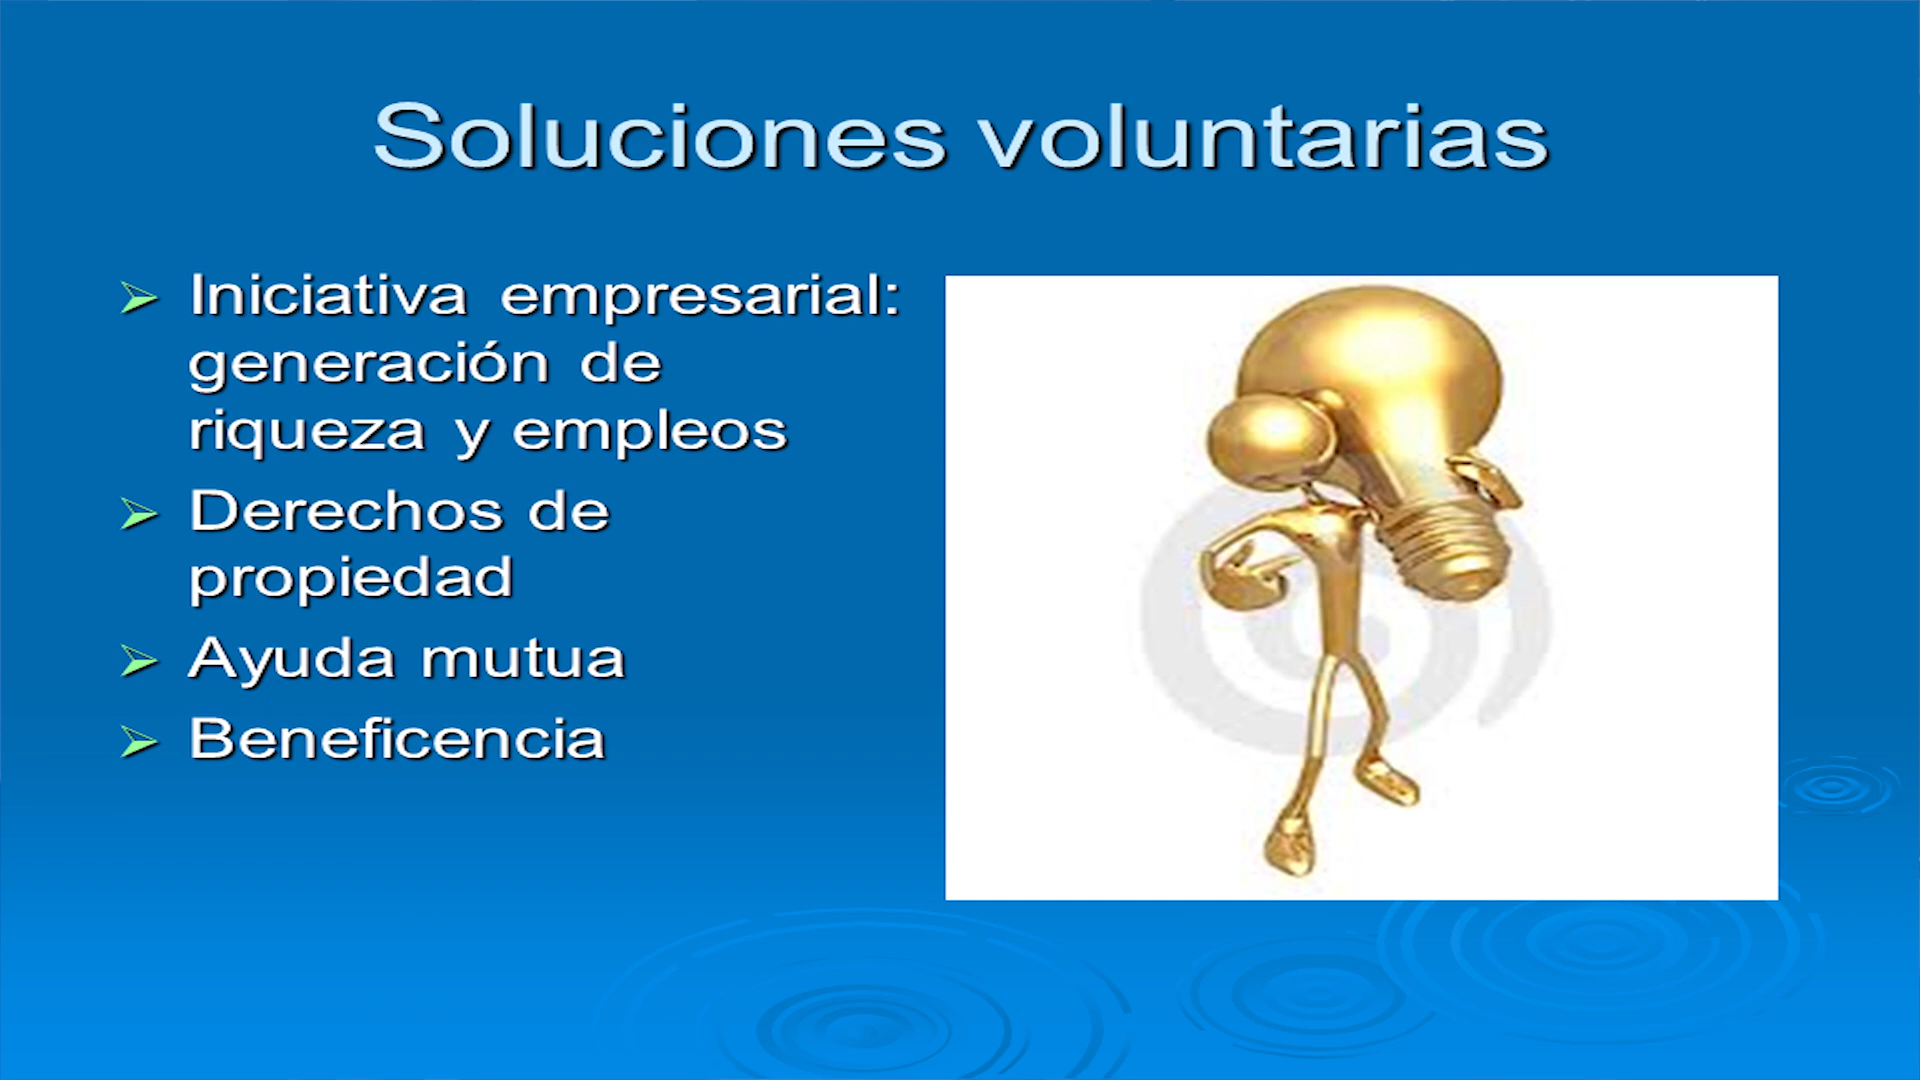 Soluciones voluntarias
Iniciativa empresarial:
generación de
riqueza y empleos
Derechos de
propiedad
Ayuda mutua
Beneficencia